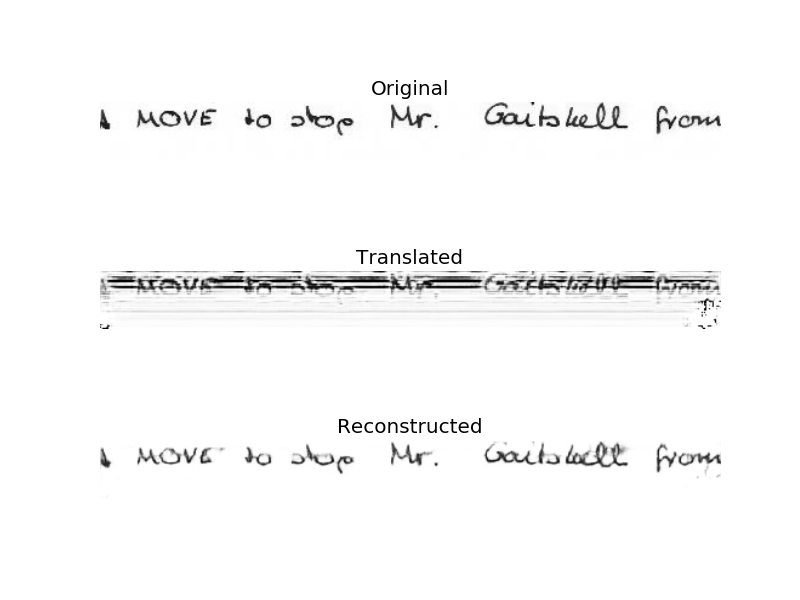 Original
A MOVE to stop Mr. Gaitskell from
Translated
MOVE to stop Mr. Gaitskell from
Reconstructed
MOVE to stop Mr. Gaitskell from